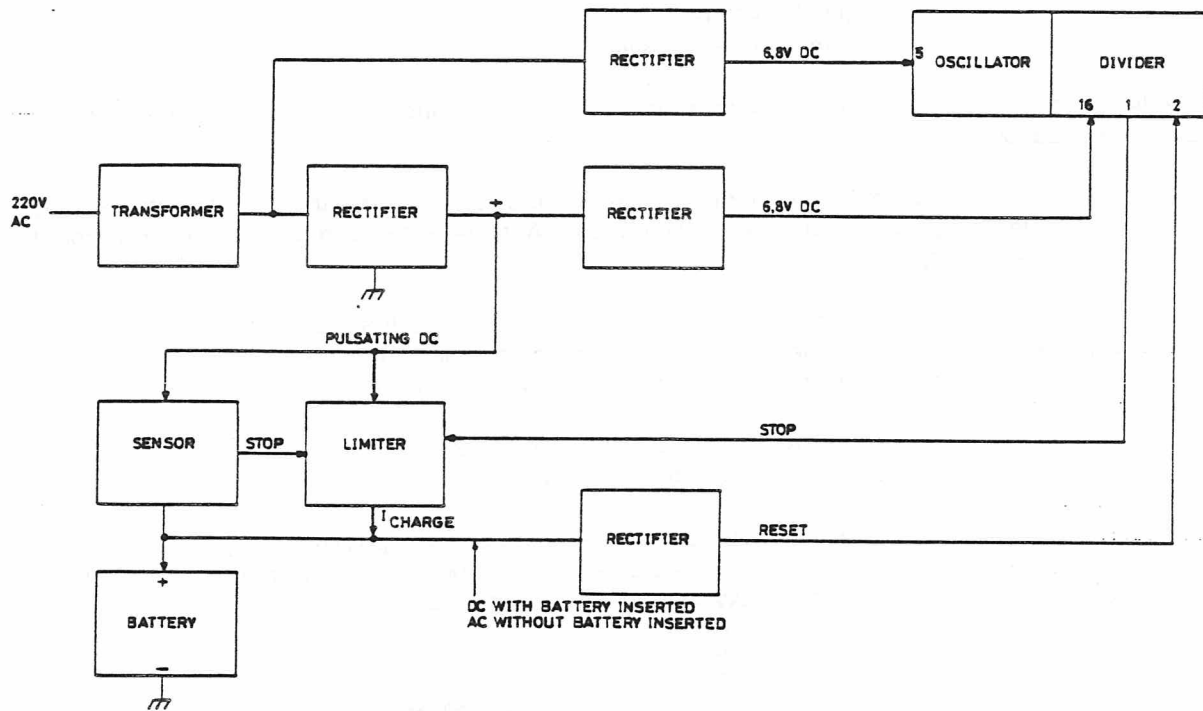 RECTIFIER
6,8V DC
5
OSCILLATOR
DIVIDER
16
1
2
220V
AC
TRANSFORMER
RECTIFIER
+
RECTIFIER
6,8V DC
PULSATING DC
SENSOR
STOP
LIMITER
STOP
I CHARGE
RECTIFIER
RESET
+
BATTERY
−
DC WITH BATTERY INSERTED
AC WITHOUT BATTERY INSERTED